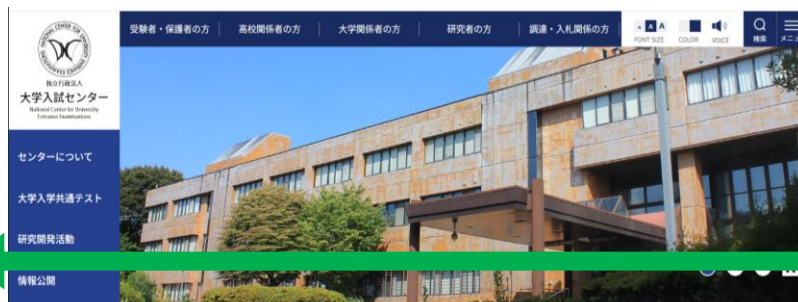 受験者・保護者の方
高校関係者の方
大学関係者の方
研究者の方
調達・入札関係の方
A A A
FONT SIZE
COLOR
VOICE
検索
メニュー
独立行政法人
大学入試センター
National Center for University
Entrance Examinations
センターについて
大学入学共通テスト
研究開発活動
情報公開